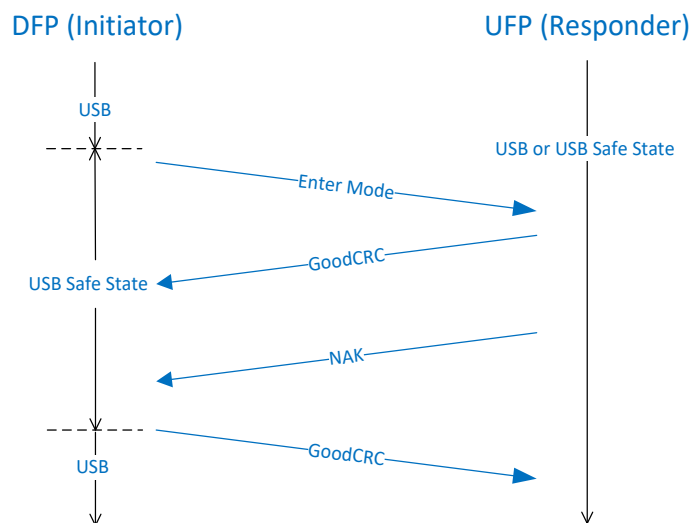 DFP (Initiator)
UFP (Responder)
USB
USB or USB Safe State
Enter Mode
GoodCRC
USB Safe State
NAK
GoodCRC
USB